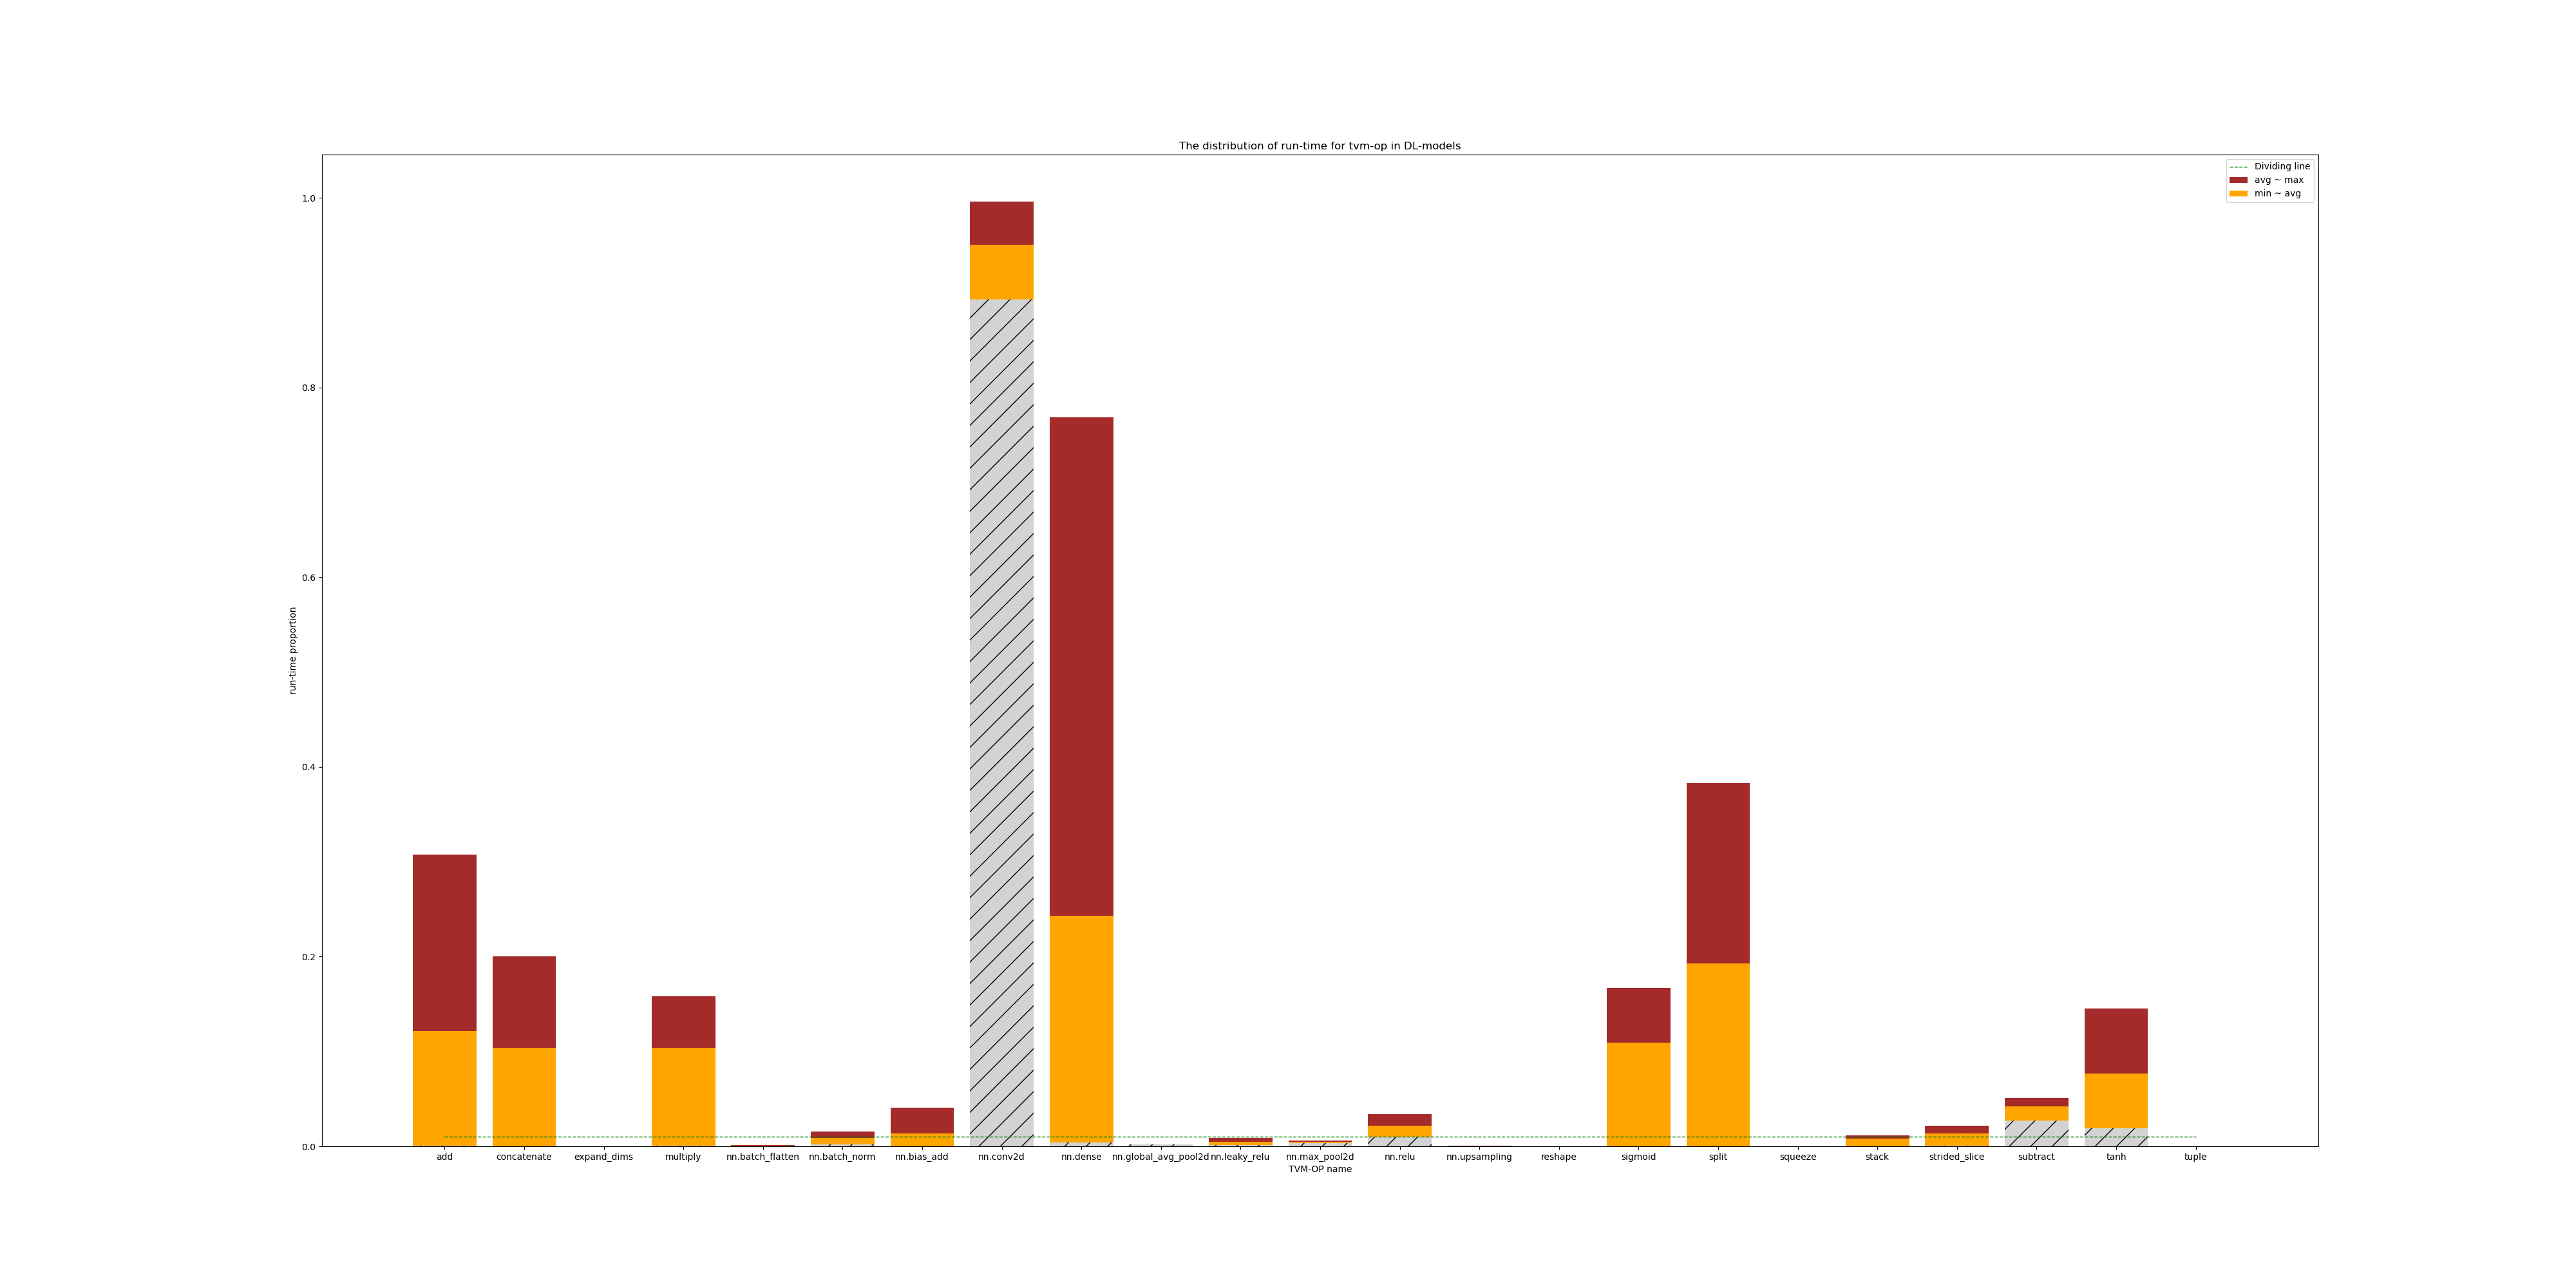 The distribution of run-time for tvm-op in DL-models
Dividing line
avg ~ max
min ~ avg
1.0
0.8
0.6
0.4
0.2
0.0
run-time proportion
add concatenate expand_dims multiply nn.batch_flatten nn.batch_norm nn.bias_add nn.conv2d nn.dense nn.global_avg_pool2d nn.leaky_relu nn.max_pool2d nn.relu nn.upsampling reshape sigmoid split squeeze stack strided_slice subtract tanh tuple
TVM-OP name